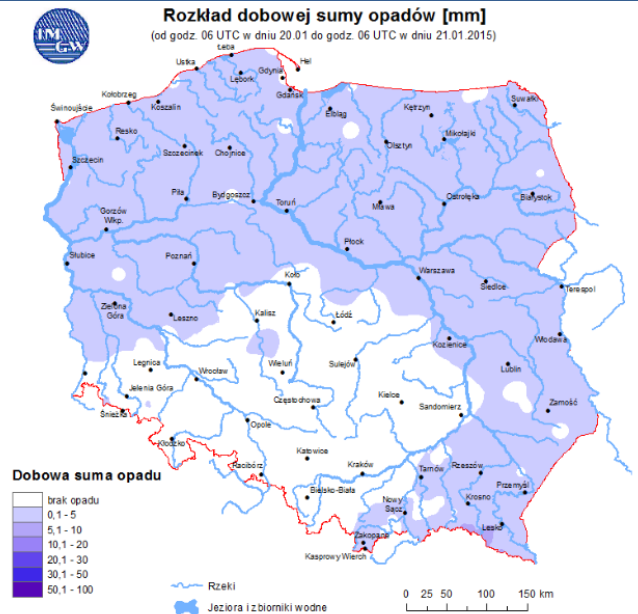 IMGW
Rozkład dobowej sumy opadów [mm]
(od godz. 06 UTC w dniu 20.01 do godz. 06 UTC w dniu 21.01.2015)
Łeba
Hel
Ustka
Gdynia
Lębork
Gdańsk
Suwałki
Kołobrzeg
Koszalin
Elbląg
Kętrzyn
Świnoujście
Resko
Mikołajki
Olsztyn
Szczecinek
Chojnice
Szczecin
Piła
Bydgoszcz
Toruń
Mława
Ostrołęka
Białystok
Gorzów
Wlkp.
Płock
Słubice
Poznań
Koło
Warszawa
Siedlce
Terespol
Zielona
Góra
Leszno
Kalisz
Łódź
Kozienice
Włodawa
Legnica
Wrocław
Wieluń
Sulejów
Lublin
Jelenia Góra
Częstochowa
Kielce
Sandomierz
Zamość
Śnieżka
Opole
Kłodzko
Katowice
Racibórz
Kraków
Tarnów
Rzeszów
Przemyśl
Bielsko-Biała
Nowy
Sącz
Krosno
Lesko
Zakopane
Kasprowy Wierch
Dobowa suma opadu
brak opadu
0,1 - 5
5,1 - 10
10,1 - 20
20,1 - 30
30,1 - 50
50,1 - 100
Rzeki
Jeziora i zbiorniki wodne
0 25 50 100 150 km